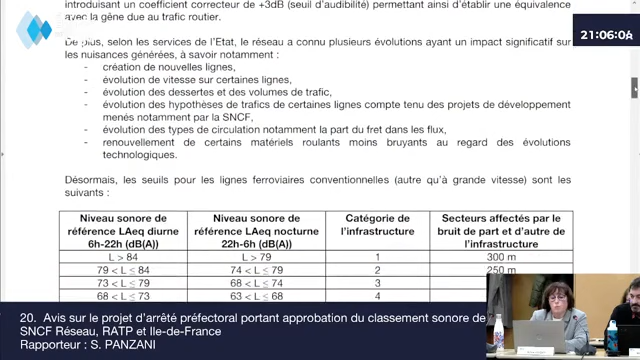 introduisant un coefficient correcteur de +3dB (seuil d'audibilité) permettant ainsi d'établir une équivalence
avec la gêne due au trafic routier.
De plus, selon les services de l'Etat, le réseau a connu plusieurs évolutions ayant un impact significatif sur
les nuisances générées, à savoir notamment :
- création de nouvelles lignes,
- évolution de vitesse sur certaines lignes,
- évolution des dessertes et des volumes de trafic,
- évolution des hypothèses de trafics de certaines lignes compte tenu des projets de développement
menés notamment par la SNCF,
- évolution des types de circulation notamment la part du fret dans les flux,
- renouvellement de certains matériels roulants moins bruyants au regard des évolutions
technologiques.
Désormais, les seuils pour les lignes ferroviaires conventionnelles (autre qu'à grande vitesse) sont les
suivants :
Niveau sonore de référence LAeq diurne 6h-22h (dB(A)) Niveau sonore de référence LAeq nocturne 22h-6h (dB(A)) Catégorie de l'infrastructure Secteurs affectés par le bruit de part et d'autre de l'infrastructure
L > 84 L > 79 1 300 m
79 < L ≤ 84 74 < L ≤ 79 2 250 m
73 < L ≤ 79 68 < L ≤ 74 3
68 < L ≤ 73 63 < L ≤ 68 4
20. Avis sur le projet d'arrêté préfectoral portant approbation du classement sonore de
SNCF Réseau, RATP et Ile-de-France
Rapporteur : S. PANZANI